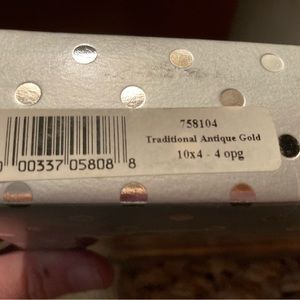 758104
Traditional Antique Gold
10x4 - 4 opg
0 00337 05808 8